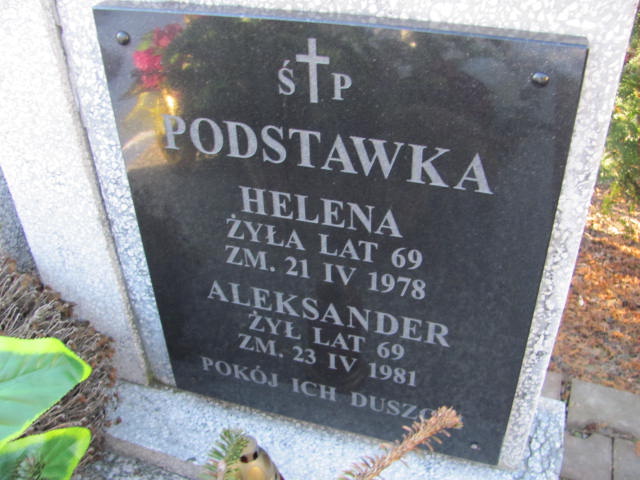 Ś P
PODSTAWKA
HELENA
ŻYŁA LAT 69
ZM. 21 IV 1978
ALEKSANDER
ŻYŁ LAT 69
ZM. 23 IV 1981
POKÓJ ICH DUSZOM